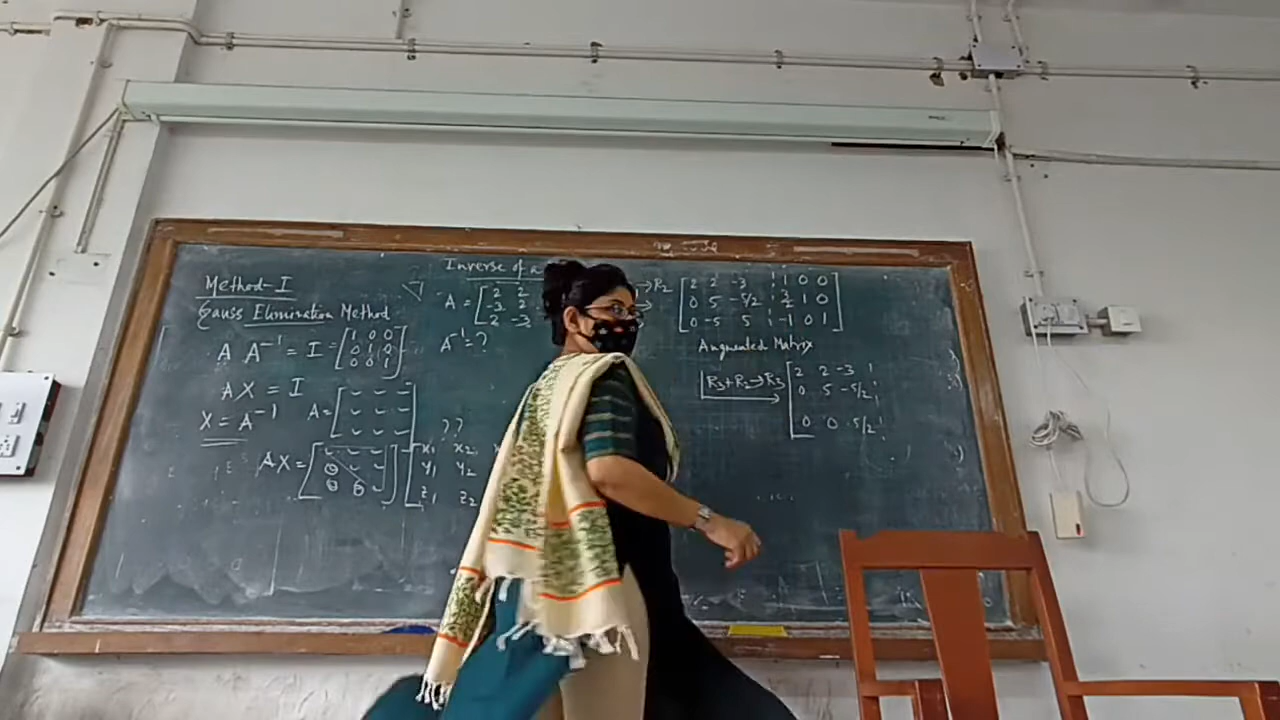 Method-I
Gauss Elimination Method
A A⁻¹ = I = [1 0 0
0 1 0
0 0 1]
AX = I
X = A⁻¹
A = [
AX = [
[x₁ x₂
y₁ y₂
z₁ z₂
??
Inverse of a
A = [2 2
-3 2
2 -3
A⁻¹ = ?
→R₂ [2 2 -3 ¦ 1 0 0
0 5 -5/2 ¦ 3/2 1 0
0 -5 5 ¦ -1 0 1]
Augmented Matrix
R₃+R₂→R₃ [2 2 -3 ¦
0 5 -5/2 ¦
0 0 5/2 ¦